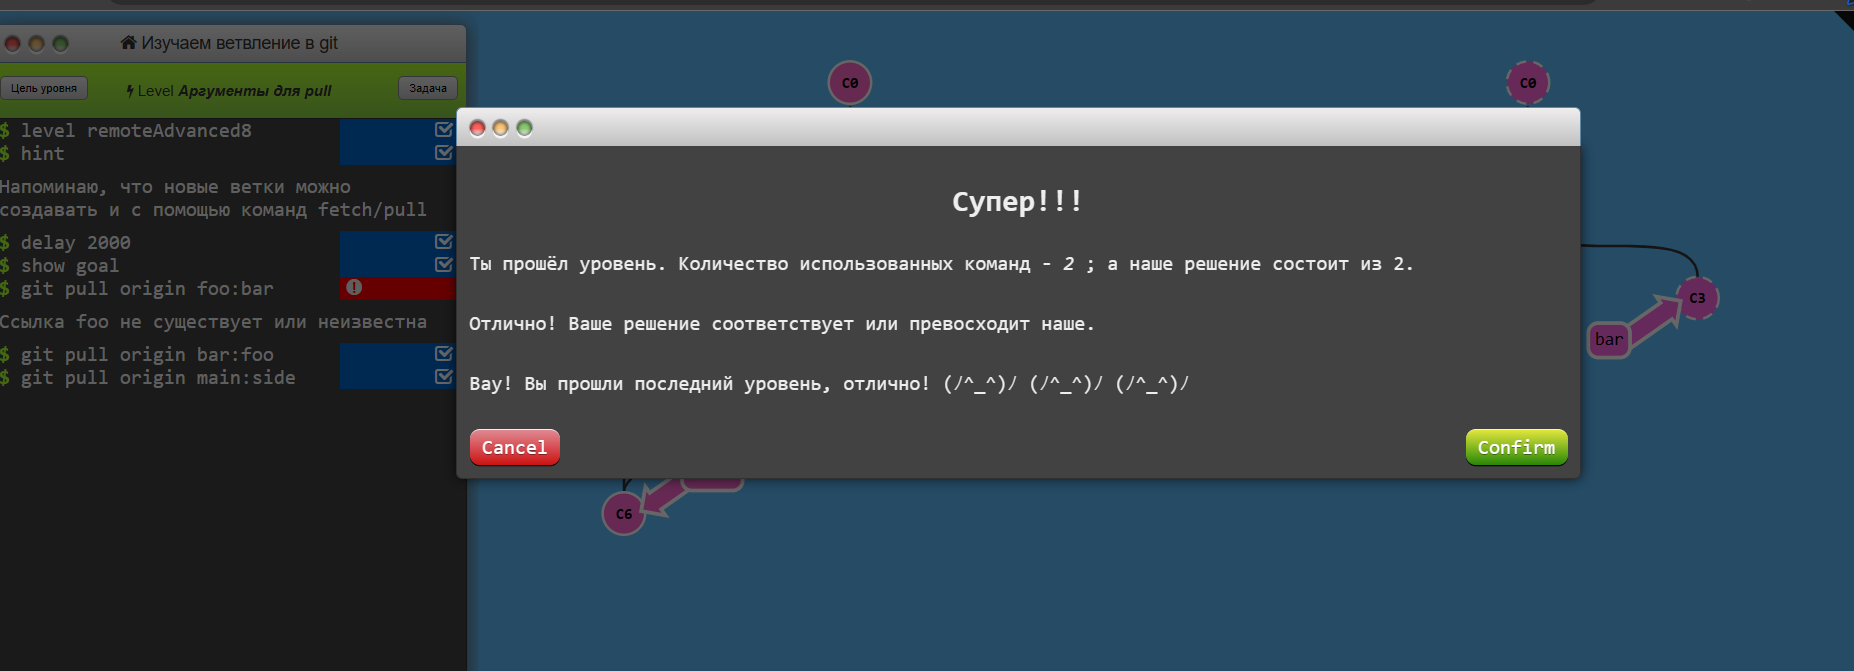 Изучаем ветвление в git
Цель уровня
Level Аргументы для pull
Задача
$ level remoteAdvanced8
$ hint
Напоминаю, что новые ветки можно
создавать и с помощью команд fetch/pull
$ delay 2000
$ show goal
$ git pull origin foo:bar
Ссылка foo не существует или неизвестна
$ git pull origin bar:foo
$ git pull origin main:side
C0
C0
Супер!!!
Ты прошёл уровень. Количество использованных команд - 2 ; а наше решение состоит из 2.
Отлично! Ваше решение соответствует или превосходит наше.
Вау! Вы прошли последний уровень, отлично! (/^_^)/ (/^_^)/ (/^_^)/
Cancel
Confirm
C3
bar
C6